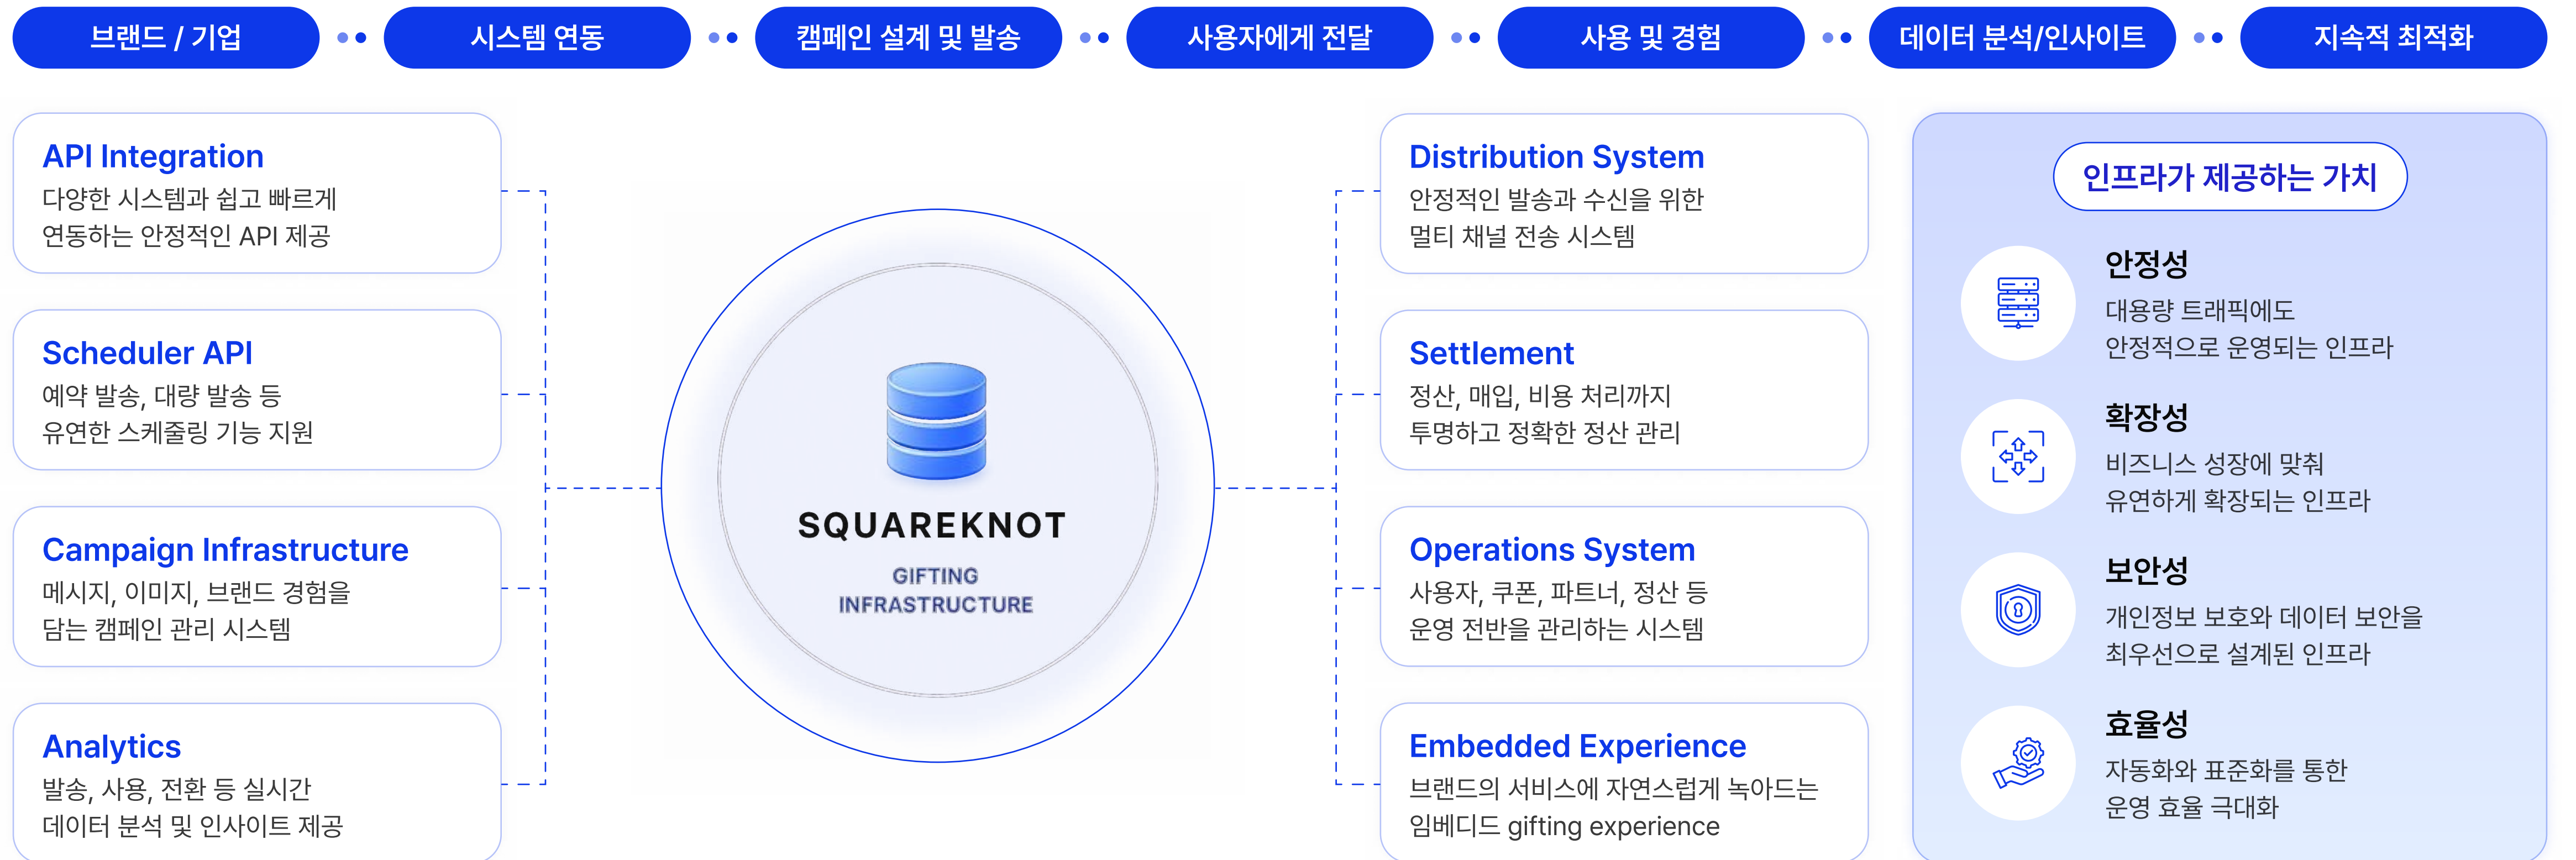 브랜드 / 기업
시스템 연동
캠페인 설계 및 발송
사용자에게 전달
사용 및 경험
데이터 분석/인사이트
지속적 최적화
API Integration
다양한 시스템과 쉽고 빠르게
연동하는 안정적인 API 제공
Scheduler API
예약 발송, 대량 발송 등
유연한 스케줄링 기능 지원
Campaign Infrastructure
메시지, 이미지, 브랜드 경험을
담는 캠페인 관리 시스템
Analytics
발송, 사용, 전환 등 실시간
데이터 분석 및 인사이트 제공
SQUAREKNOT
GIFTING
INFRASTRUCTURE
Distribution System
안정적인 발송과 수신을 위한
멀티 채널 전송 시스템
Settlement
정산, 매입, 비용 처리까지
투명하고 정확한 정산 관리
Operations System
사용자, 쿠폰, 파트너, 정산 등
운영 전반을 관리하는 시스템
Embedded Experience
브랜드의 서비스에 자연스럽게 녹아드는
임베디드 gifting experience
인프라가 제공하는 가치
안정성
대용량 트래픽에도
안정적으로 운영되는 인프라
확장성
비즈니스 성장에 맞춰
유연하게 확장되는 인프라
보안성
개인정보 보호와 데이터 보안을
최우선으로 설계된 인프라
효율성
자동화와 표준화를 통한
운영 효율 극대화